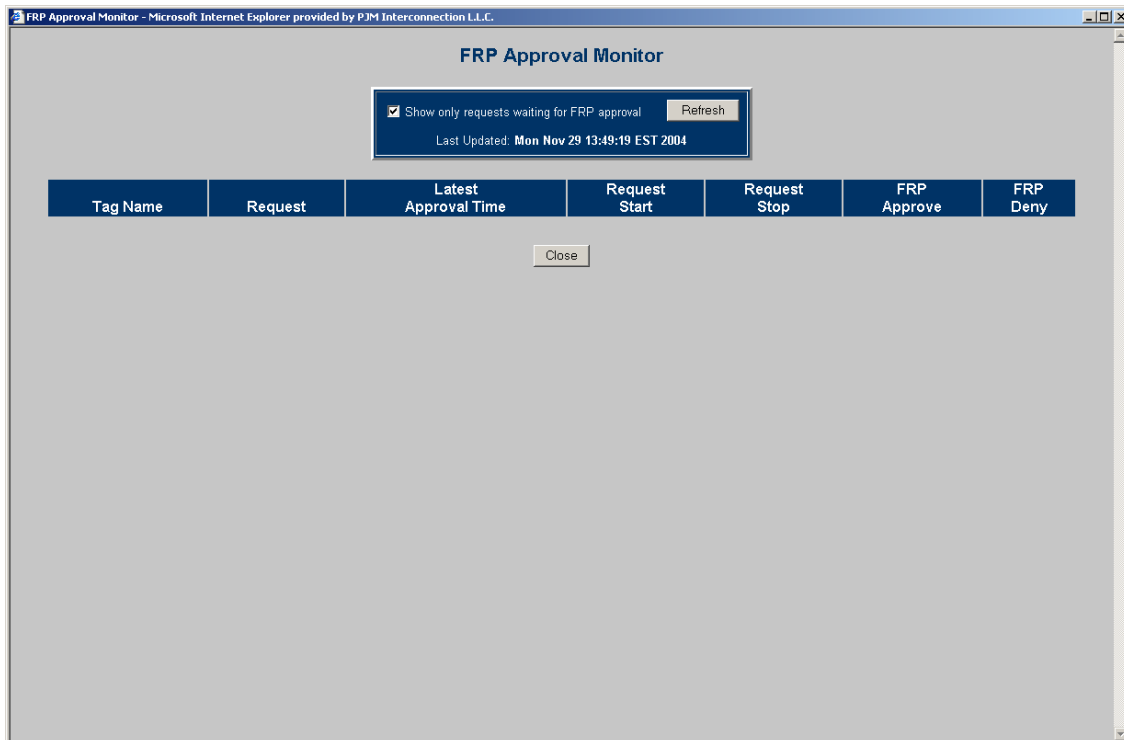 FRP Approval Monitor - Microsoft Internet Explorer provided by PJM Interconnection L.L.C.
FRP Approval Monitor
Show only requests waiting for FRP approval Refresh
Last Updated: Mon Nov 29 13:49:19 EST 2004
Latest Request Request FRP FRP
Tag Name Request Approval Time Start Stop Approve Deny
Close